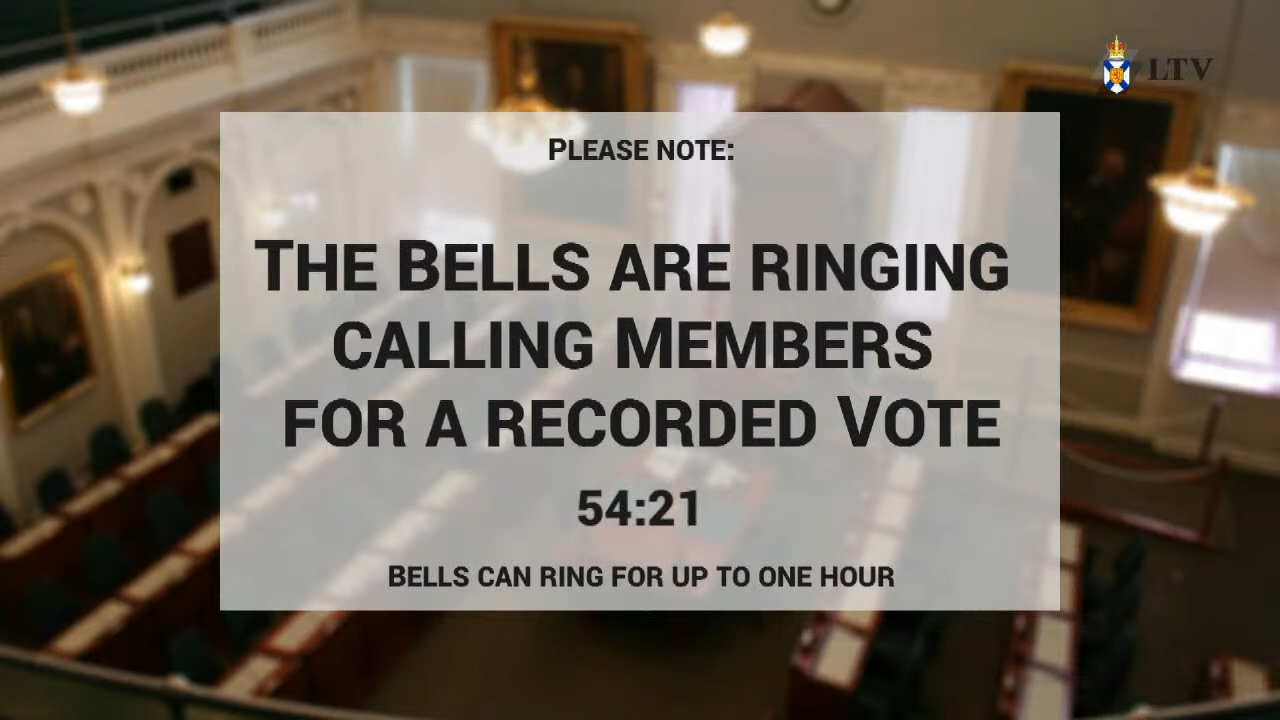 LTV
PLEASE NOTE:
THE BELLS ARE RINGING
CALLING MEMBERS
FOR A RECORDED VOTE
54:21
BELLS CAN RING FOR UP TO ONE HOUR